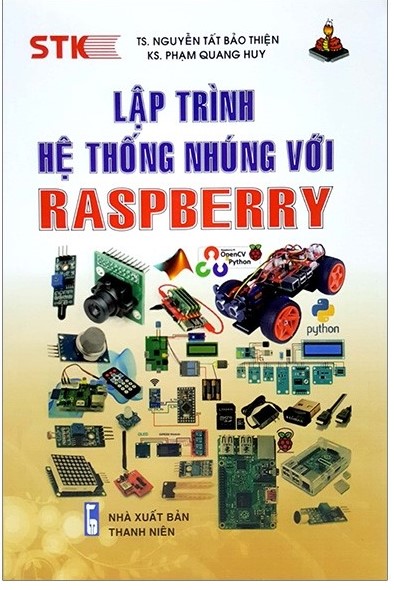 STK
TS. NGUYỄN TẤT BẢO THIỆN
KS. PHẠM QUANG HUY
LẬP TRÌNH
HỆ THỐNG NHÚNG VỚI
RASPBERRY
OpenCV
Python
python
NHÀ XUẤT BẢN
THANH NIÊN